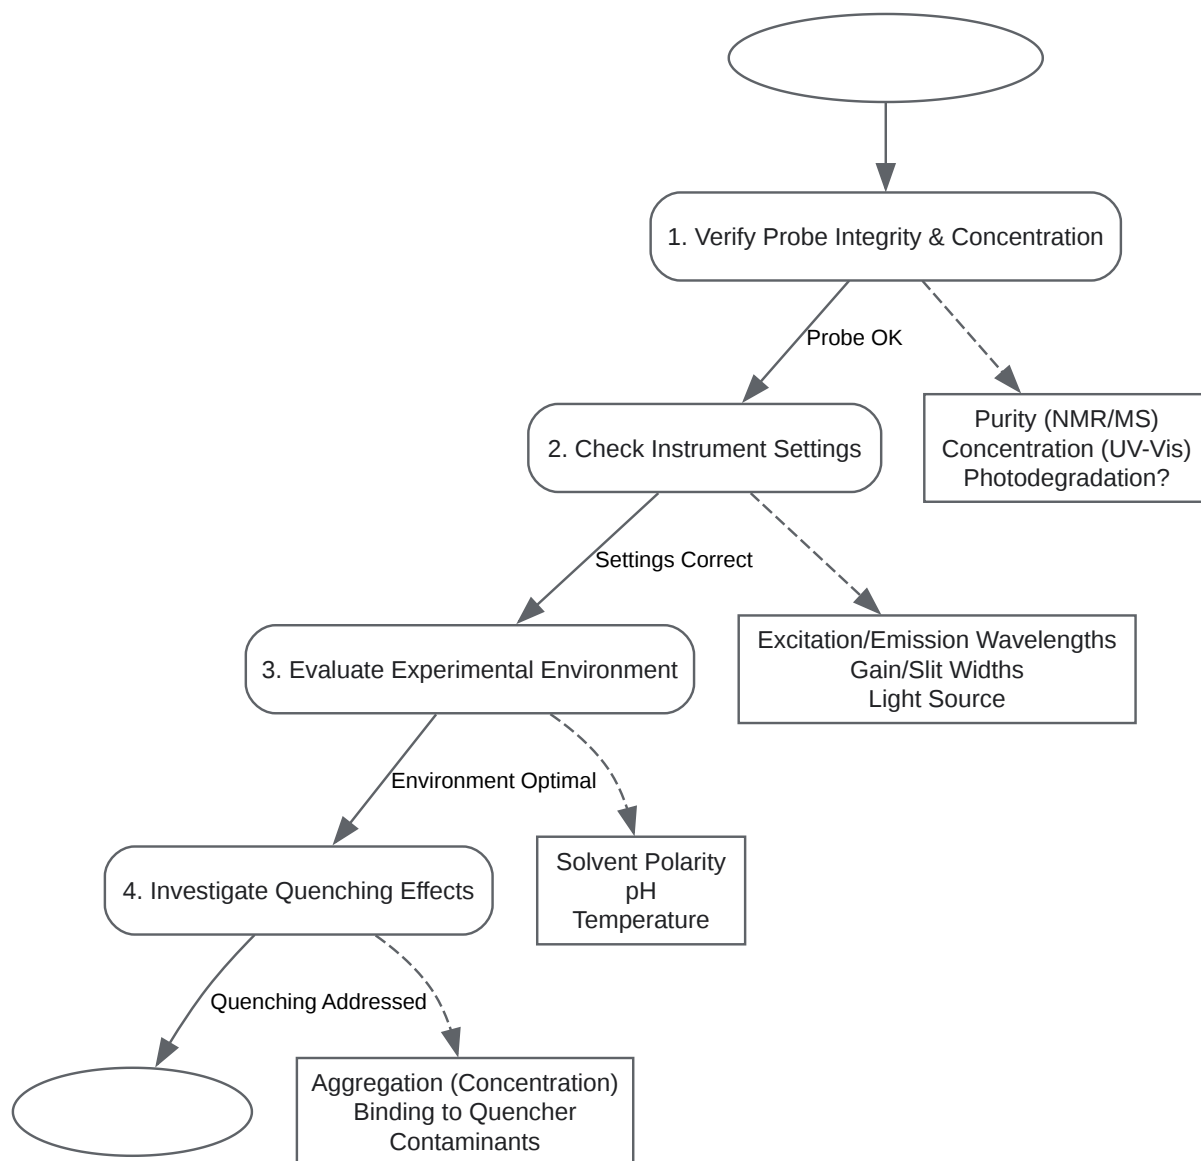 1. Verify Probe Integrity & Concentration
Probe OK
Purity (NMR/MS)
Concentration (UV-Vis)
Photodegradation?
2. Check Instrument Settings
Settings Correct
Excitation/Emission Wavelengths
Gain/Slit Widths
Light Source
3. Evaluate Experimental Environment
Environment Optimal
Solvent Polarity
pH
Temperature
4. Investigate Quenching Effects
Quenching Addressed
Aggregation (Concentration)
Binding to Quencher
Contaminants